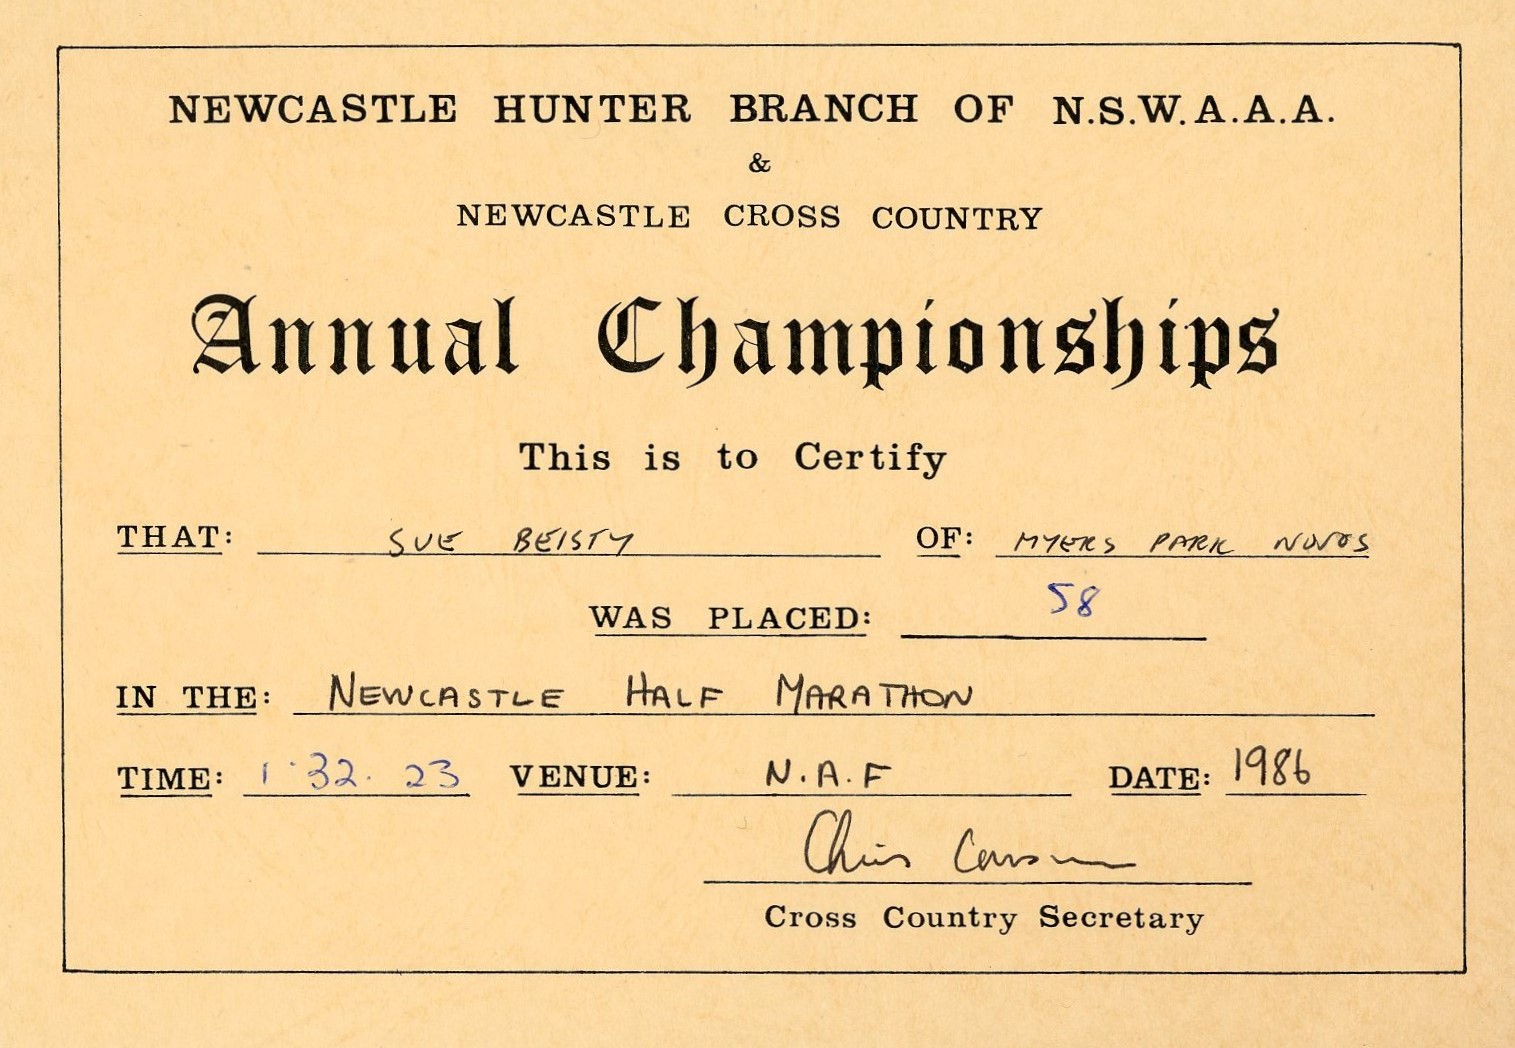 NEWCASTLE HUNTER BRANCH OF N.S.W.A.A.A.
&
NEWCASTLE CROSS COUNTRY
Annual Championships
This is to Certify
THAT: SUE BEISTY OF: MYERS PARK
WAS PLACED: 58
IN THE: NEWCASTLE HALF MARATHON
TIME: 1.32.23 VENUE: N.A.F DATE: 1986
Chris
Cross Country Secretary